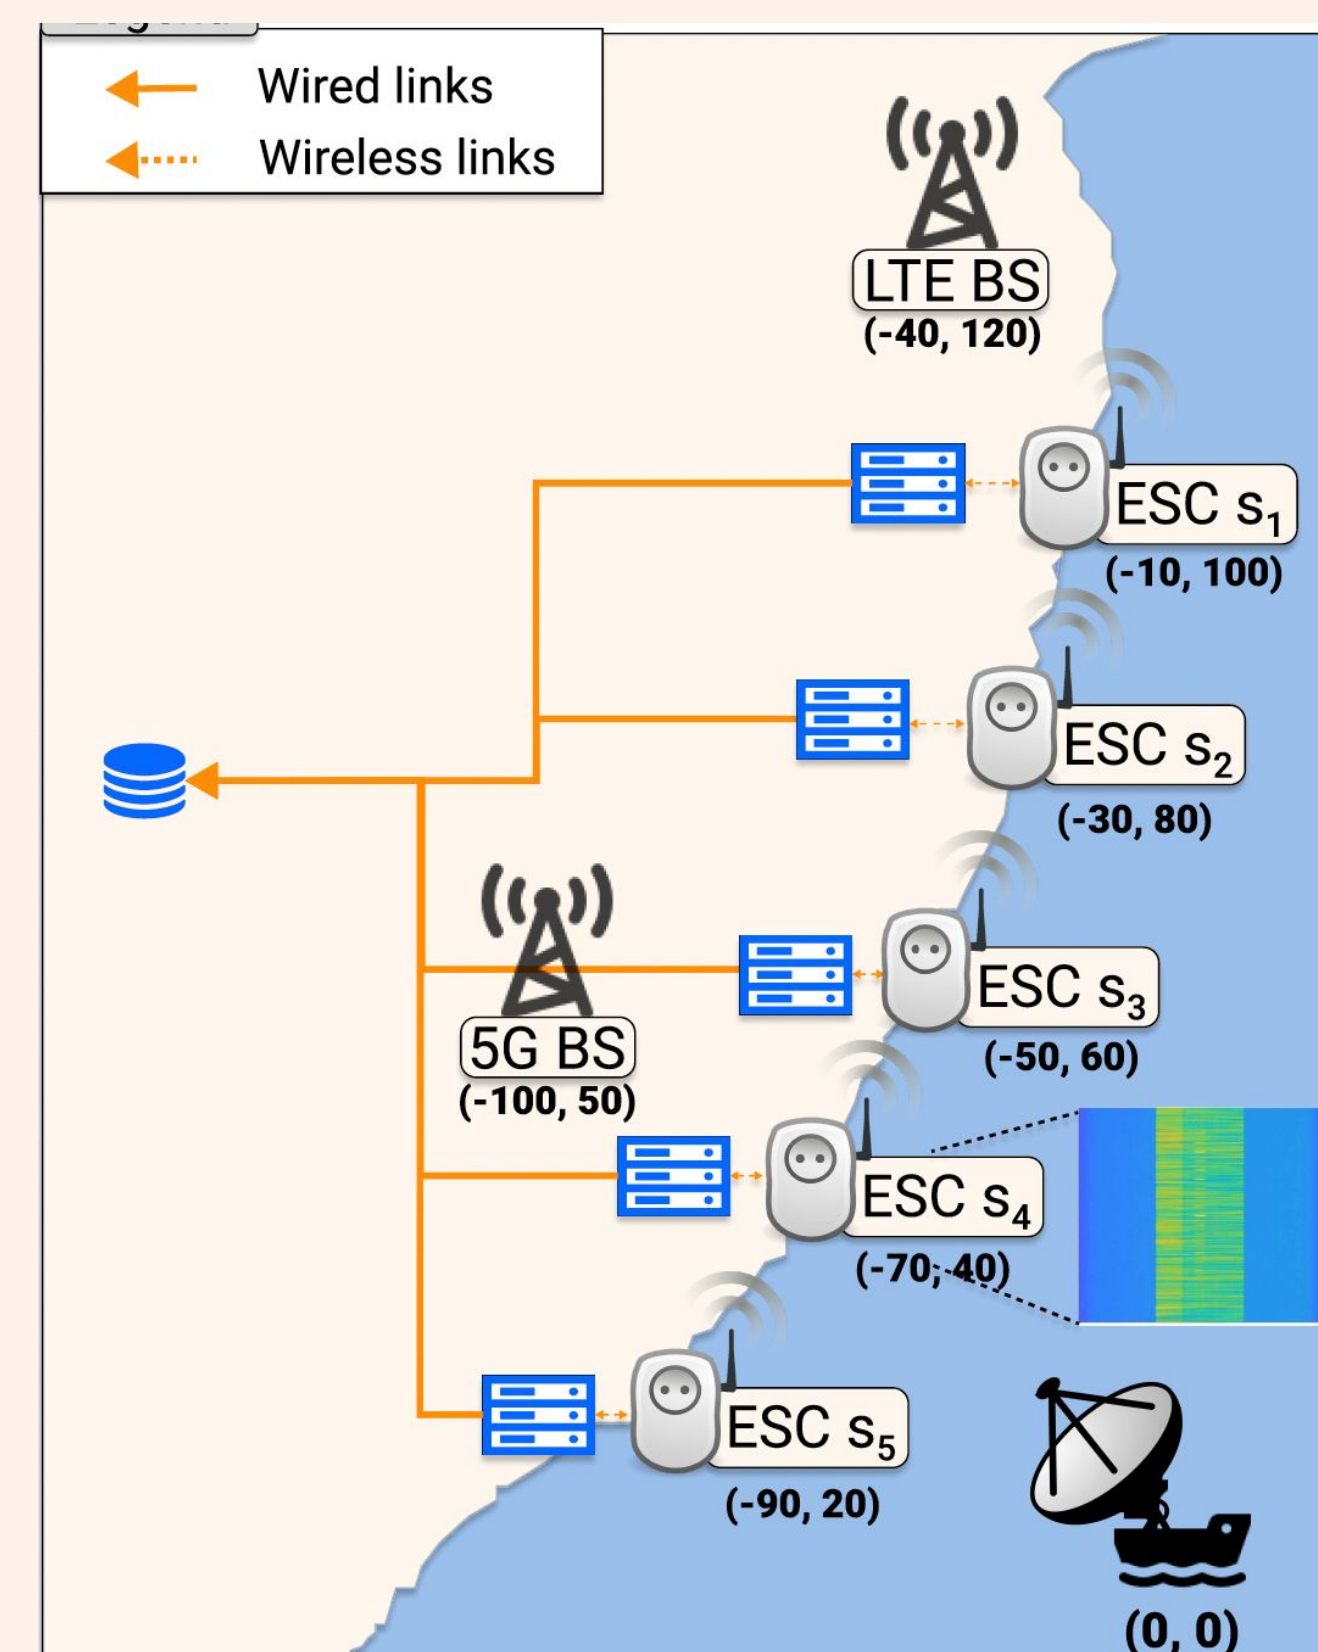 Legend
Wired links
Wireless links
LTE BS
(-40, 120)
ESC s₁
(-10, 100)
ESC s₂
(-30, 80)
ESC s₃
(-50, 60)
5G BS
(-100, 50)
ESC s₄
(-70, 40)
ESC s₅
(-90, 20)
(0, 0)